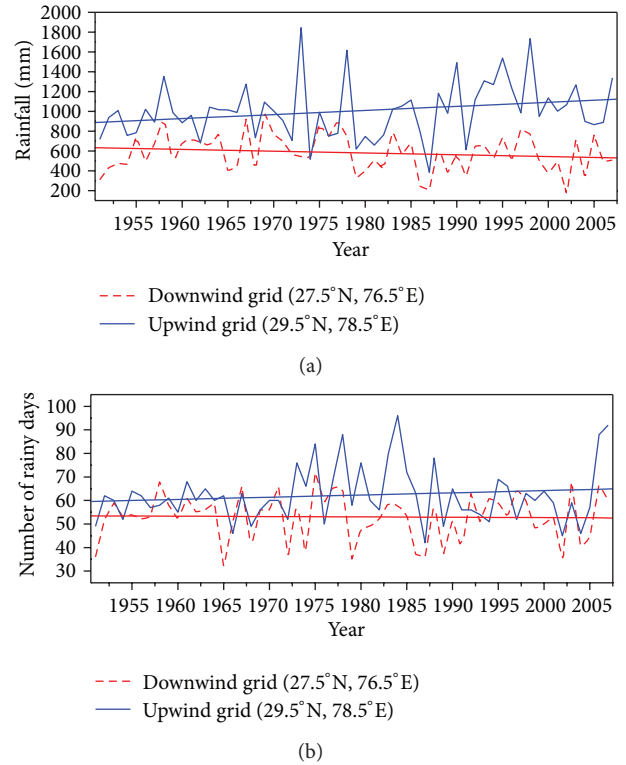 (a)
2000
1800
1600
1400
1200
1000
800
600
400
200
Rainfall (mm)
1955 1960 1965 1970 1975 1980 1985 1990 1995 2000 2005
Year
Downwind grid (27.5°N, 76.5°E)
Upwind grid (29.5°N, 78.5°E)
(a)
100
90
80
70
60
50
40
30
Number of rainy days
1955 1960 1965 1970 1975 1980 1985 1990 1995 2000 2005
Year
Downwind grid (27.5°N, 76.5°E)
Upwind grid (29.5°N, 78.5°E)
(b)